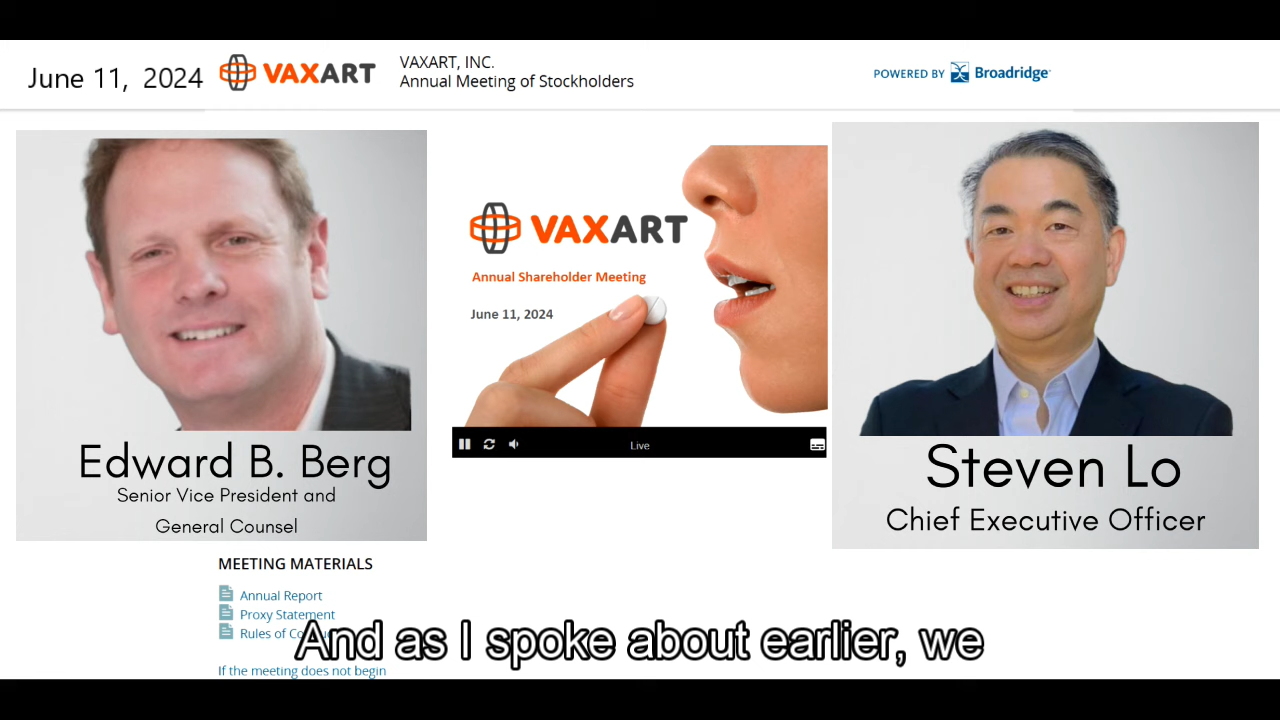 June 11, 2024
VAXART
VAXART, INC.
Annual Meeting of Stockholders
POWERED BY Broadridge
VAXART
Annual Shareholder Meeting
June 11, 2024
Live
Edward B. Berg
Senior Vice President and
General Counsel
Steven Lo
Chief Executive Officer
MEETING MATERIALS
Annual Report
Proxy Statement
Rules of
If the meeting does not begin
And as I spoke about earlier, we